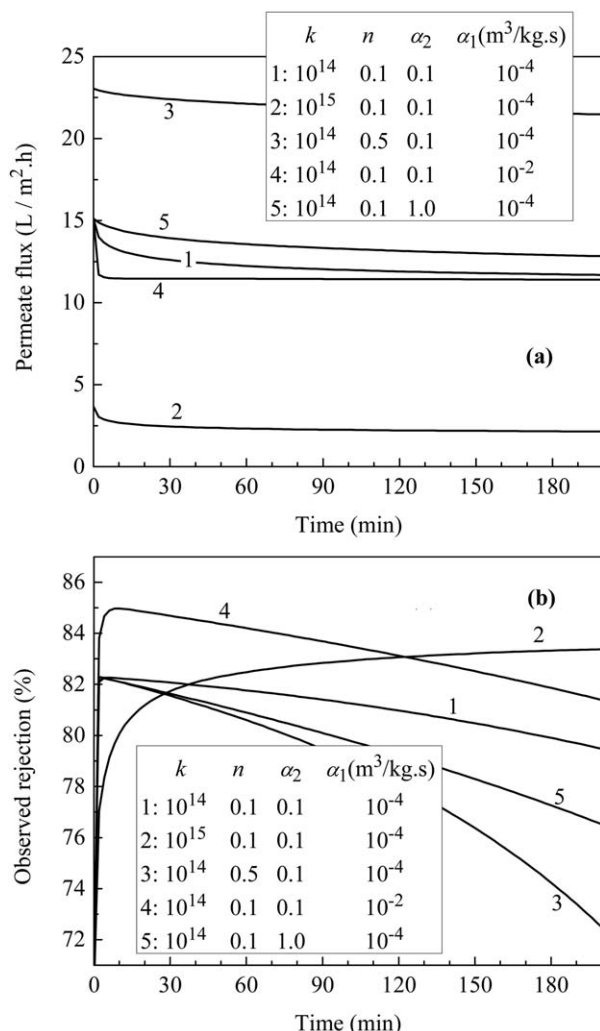 k n α₂ α₁(m³/kg.s)
1: 10¹⁴ 0.1 0.1 10⁻⁴
2: 10¹⁵ 0.1 0.1 10⁻⁴
3: 10¹⁴ 0.5 0.1 10⁻⁴
4: 10¹⁴ 0.1 0.1 10⁻²
5: 10¹⁴ 0.1 1.0 10⁻⁴
25
20
15
10
5
0
Permeate flux (L / m².h)
3
5
1
4
2
(a)
0 30 60 90 120 150 180
Time (min)
86
84
82
80
78
76
74
72
Observed rejection (%)
(b)
4
2
1
5
3
k n α₂ α₁(m³/kg.s)
1: 10¹⁴ 0.1 0.1 10⁻⁴
2: 10¹⁵ 0.1 0.1 10⁻⁴
3: 10¹⁴ 0.5 0.1 10⁻⁴
4: 10¹⁴ 0.1 0.1 10⁻²
5: 10¹⁴ 0.1 1.0 10⁻⁴
0 30 60 90 120 150 180
Time (min)